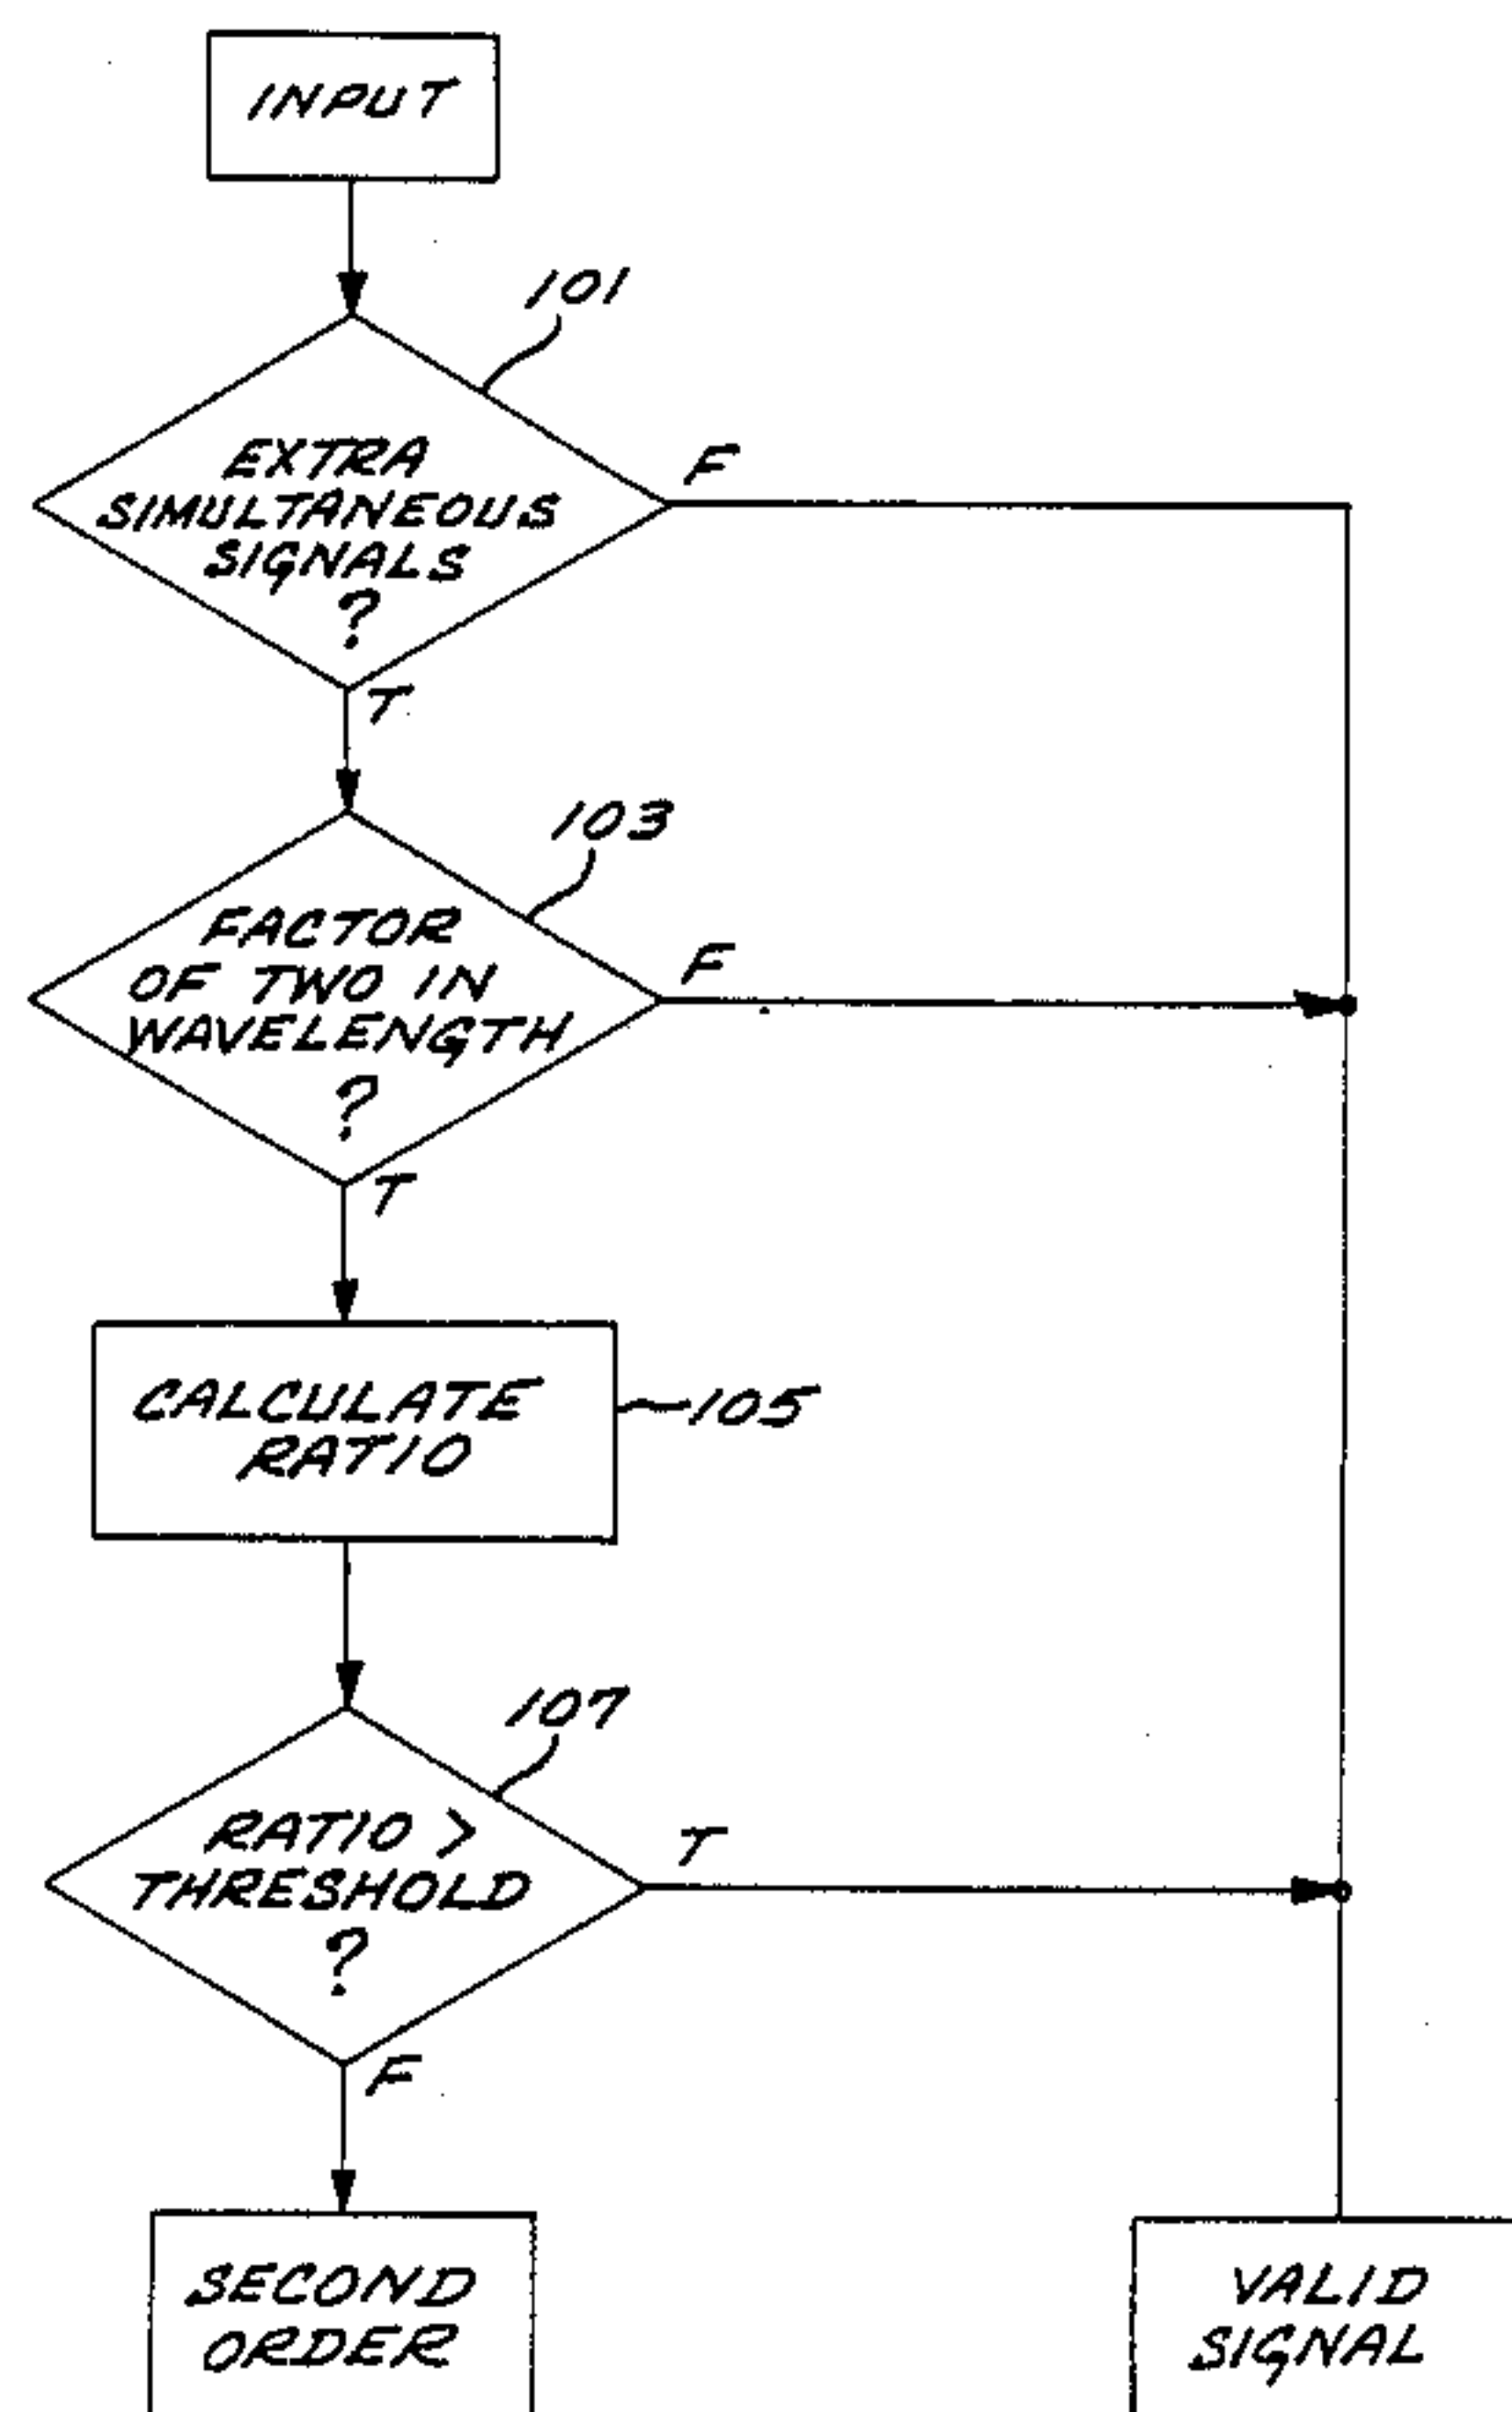 INPUT
101
EXTRA
SIMULTANEOUS
SIGNALS
?
F
T
103
FACTOR
OF TWO IN
WAVELENGTH
?
F
T
CALCULATE
RATIO
105
107
RATIO >
THRESHOLD
?
T
F
SECOND
ORDER
VALID
SIGNAL